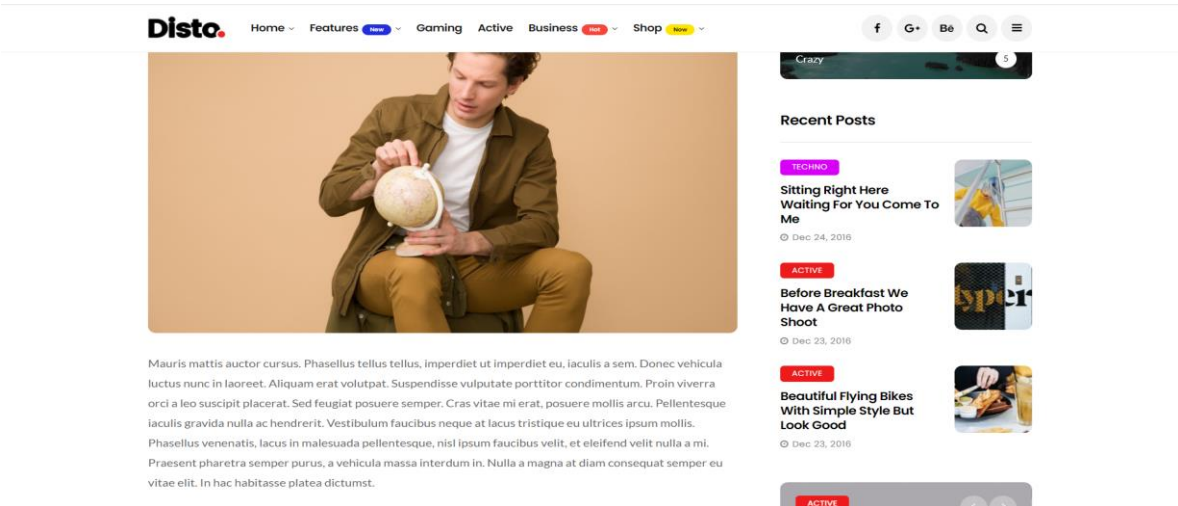 Disto.
Home Features New Gaming Active Business Hot Shop Now
f G+ Bē
Crazy 5
Mauris mattis auctor cursus. Phasellus tellus tellus, imperdiet ut imperdiet eu, iaculis a sem. Donec vehicula
luctus nunc in laoreet. Aliquam erat volutpat. Suspendisse vulputate porttitor condimentum. Proin viverra
orci a leo suscipit placerat. Sed feugiat posuere semper. Cras vitae mi erat, posuere mollis arcu. Pellentesque
iaculis gravida nulla ac hendrerit. Vestibulum faucibus neque at lacus tristique eu ultrices ipsum mollis.
Phasellus venenatis, lacus in malesuada pellentesque, nisl ipsum faucibus velit, et eleifend velit nulla a mi.
Praesent pharetra semper purus, a vehicula massa interdum in. Nulla a magna at diam consequat semper eu
vitae elit. In hac habitasse platea dictumst.
Recent Posts
TECHNO
Sitting Right Here
Waiting For You Come To
Me
Dec 24, 2016
ACTIVE
Before Breakfast We
Have A Great Photo
Shoot
Dec 23, 2016
typer
ACTIVE
Beautiful Flying Bikes
With Simple Style But
Look Good
Dec 23, 2016
ACTIVE